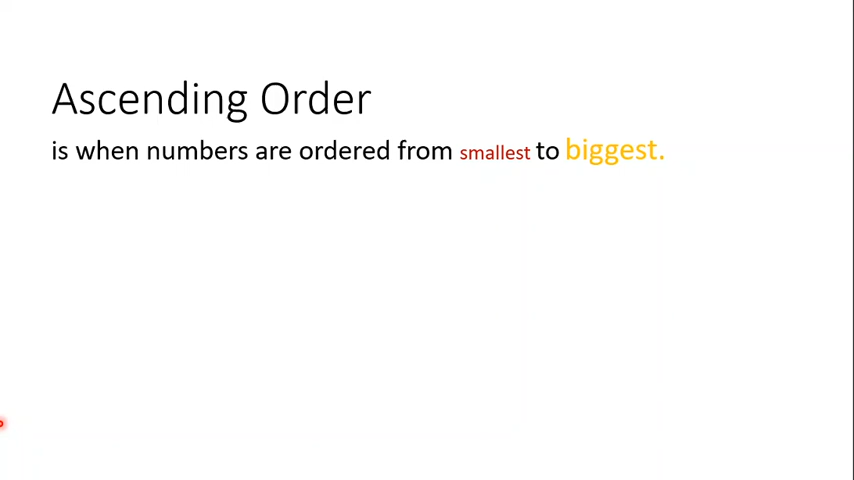 Ascending Order
is when numbers are ordered from smallest to biggest.